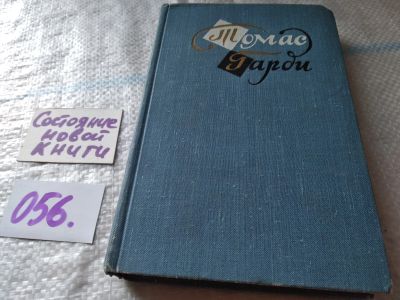 Томас
Гарди
Состояние
новой
книги
056.